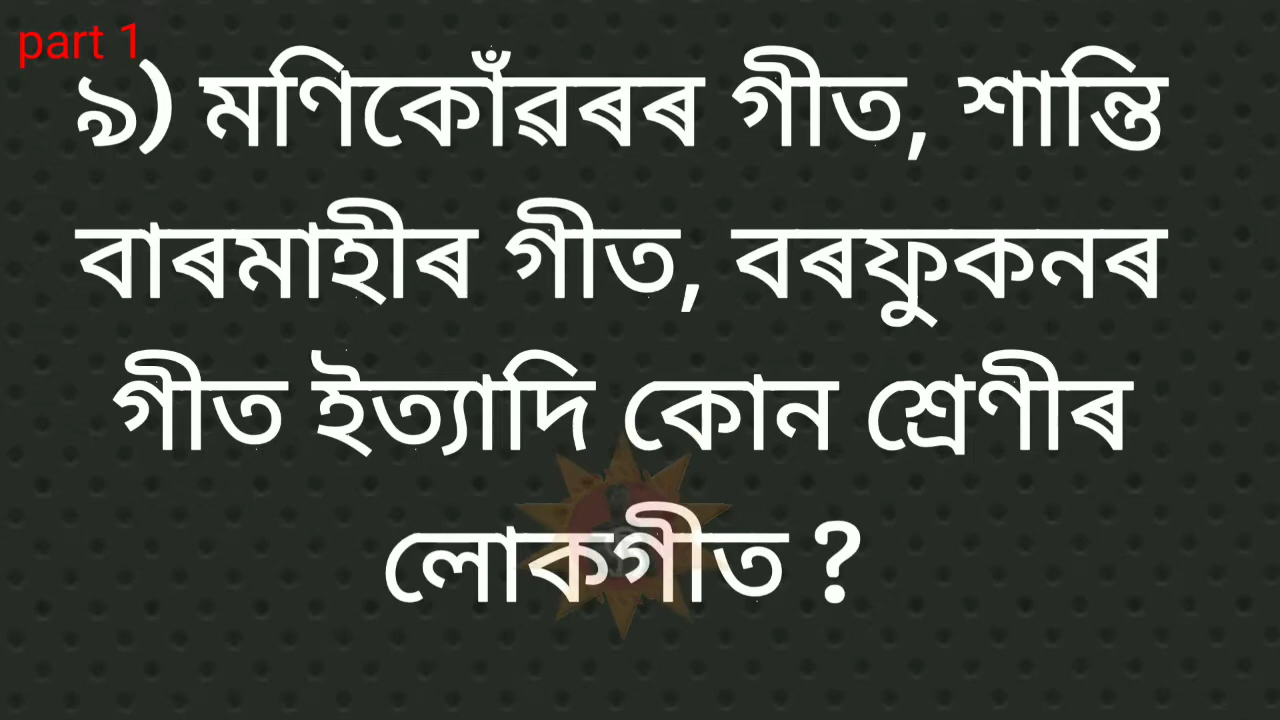 part 1
৯) মণিকোঁৱৰৰ গীত, শান্তি
বাৰমাহীৰ গীত, বৰফুকনৰ
গীত ইত্যাদি কোন শ্ৰেণীৰ
লোকগীত ?